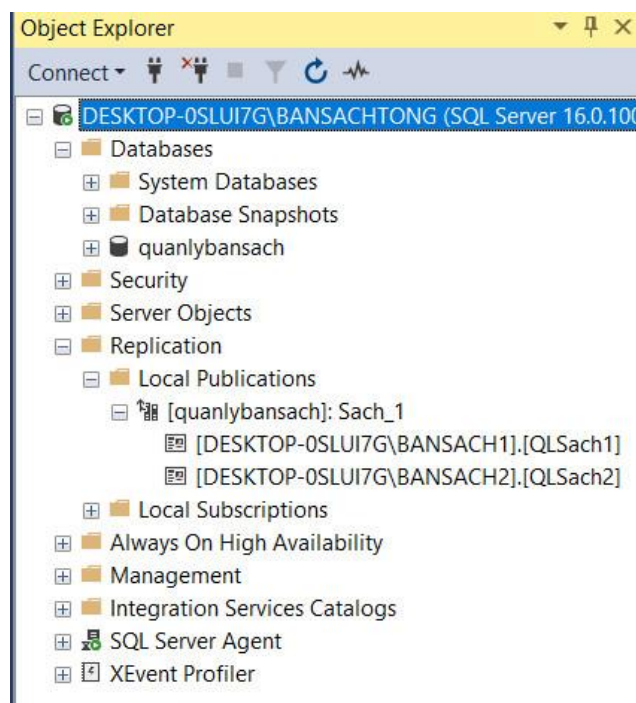 Object Explorer
Connect
DESKTOP-0SLUI7G\BANSACHTONG (SQL Server 16.0.100
Databases
System Databases
Database Snapshots
quanlybansach
Security
Server Objects
Replication
Local Publications
[quanlybansach]: Sach_1
[DESKTOP-0SLUI7G\BANSACH1].[QLSach1]
[DESKTOP-0SLUI7G\BANSACH2].[QLSach2]
Local Subscriptions
Always On High Availability
Management
Integration Services Catalogs
SQL Server Agent
XEvent Profiler